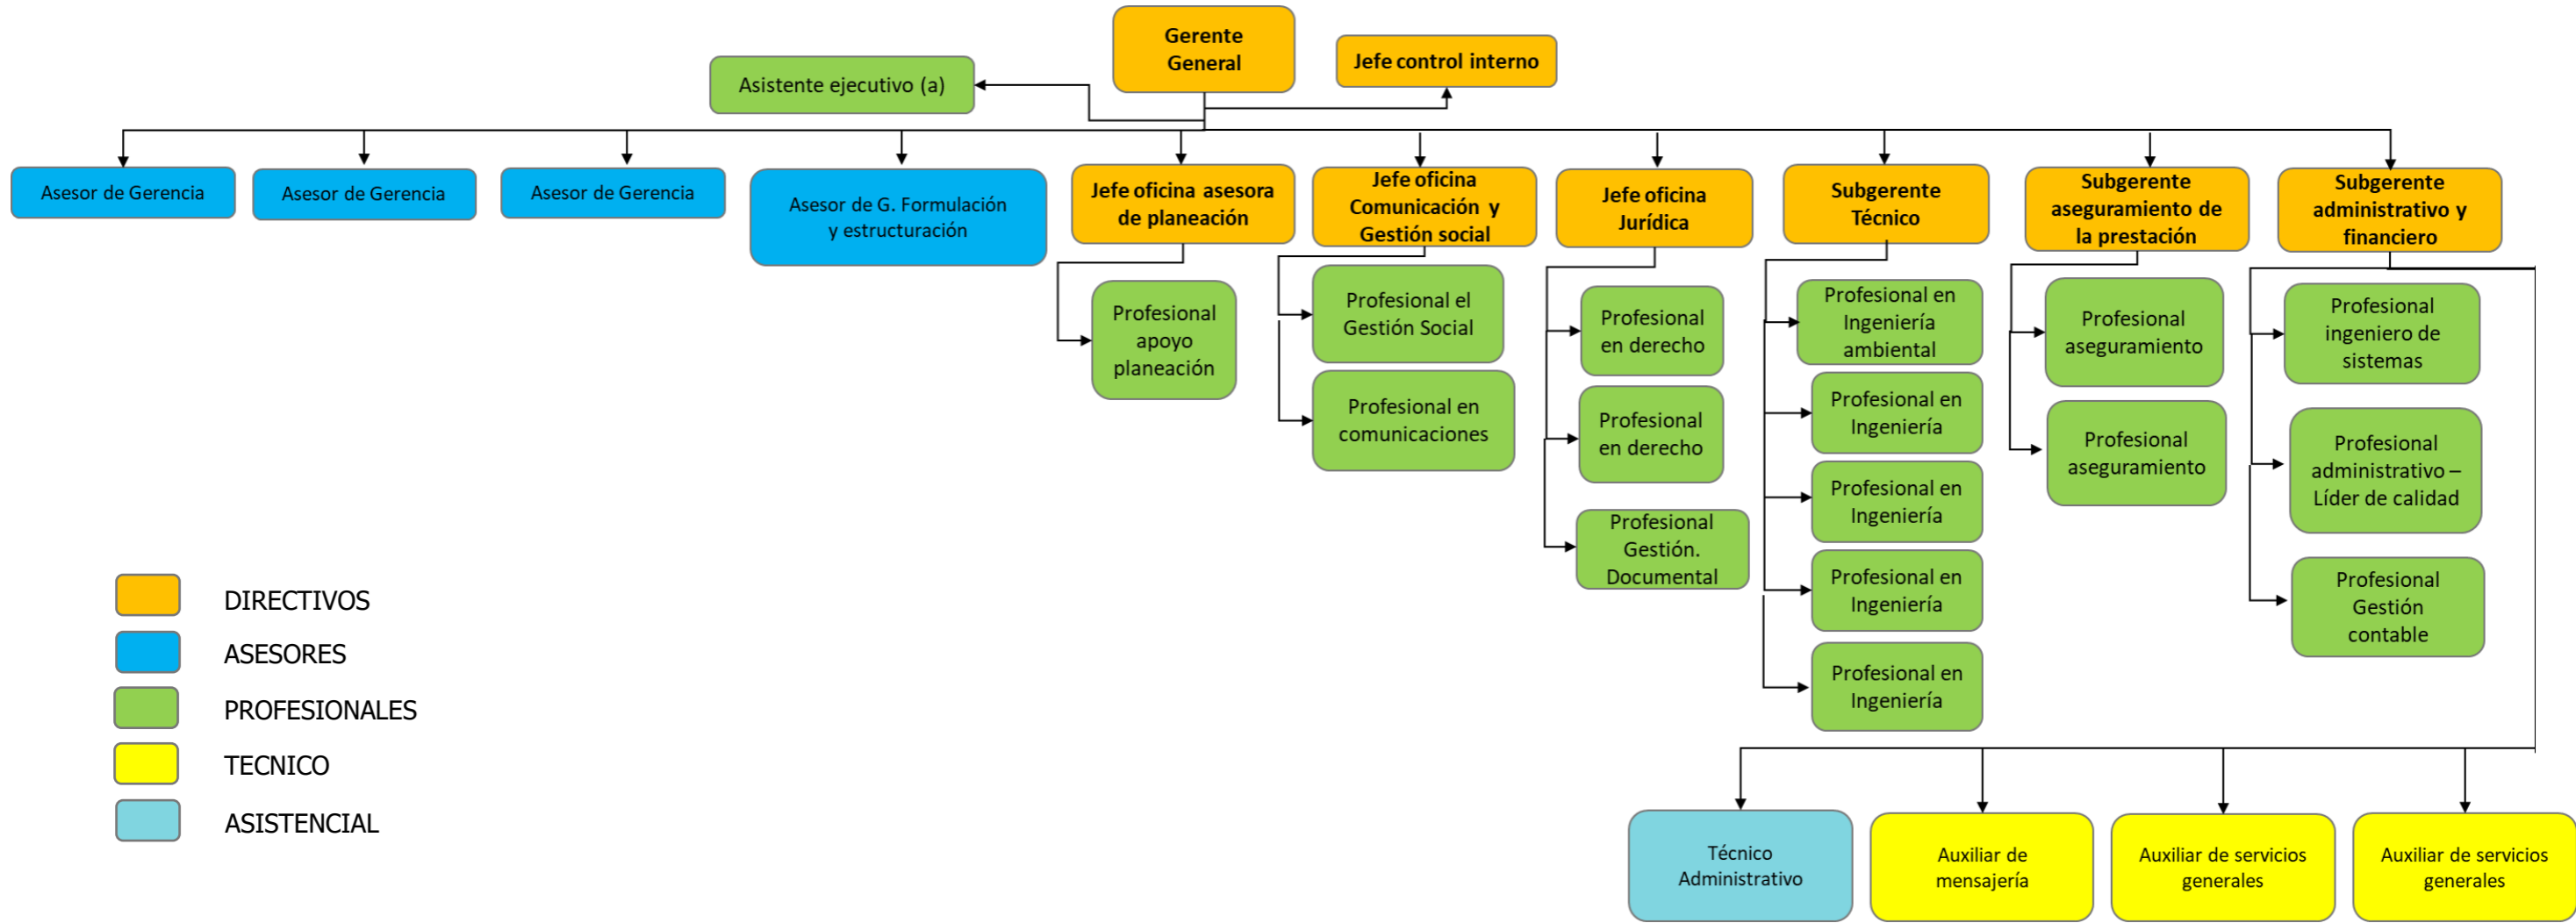 Gerente
General
Jefe control interno
Asistente ejecutivo (a)
Asesor de Gerencia
Asesor de Gerencia
Asesor de Gerencia
Asesor de G. Formulación
y estructuración
Jefe oficina asesora
de planeación
Jefe oficina
Comunicación y
Gestión social
Jefe oficina
Jurídica
Subgerente
Técnico
Subgerente
aseguramiento de
la prestación
Subgerente
administrativo y
financiero
Profesional
apoyo
planeación
Profesional el
Gestión Social
Profesional en
comunicaciones
Profesional
en derecho
Profesional
en derecho
Profesional
Gestión.
Documental
Profesional en
Ingeniería
ambiental
Profesional en
Ingeniería
Profesional en
Ingeniería
Profesional en
Ingeniería
Profesional en
Ingeniería
Profesional
aseguramiento
Profesional
aseguramiento
Profesional
ingeniero de
sistemas
Profesional
administrativo –
Líder de calidad
Profesional
Gestión
contable
DIRECTIVOS
ASESORES
PROFESIONALES
TECNICO
ASISTENCIAL
Técnico
Administrativo
Auxiliar de
mensajería
Auxiliar de servicios
generales
Auxiliar de servicios
generales